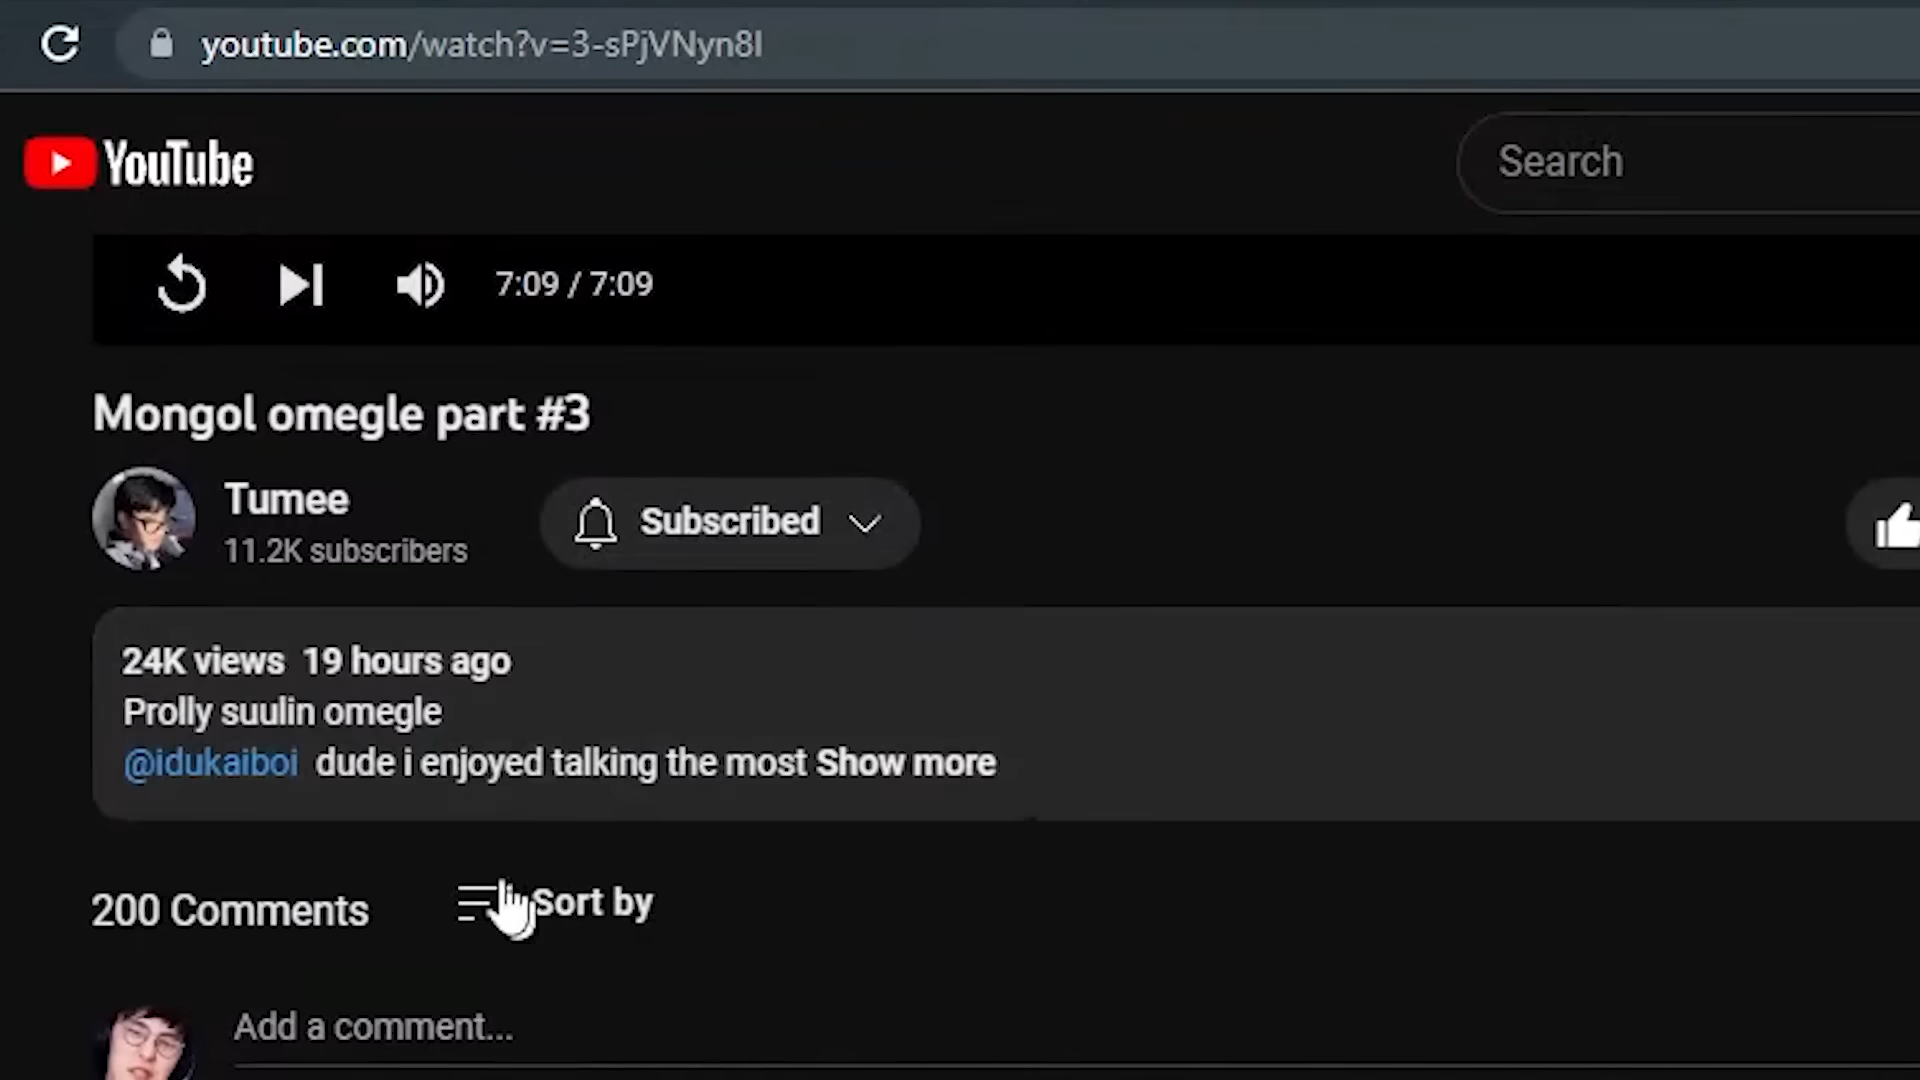 youtube.com/watch?v=3-sPjVNyn8I
YouTube
Search
7:09 / 7:09
Mongol omegle part #3
Tumee
11.2K subscribers
Subscribed
24K views 19 hours ago
Prolly suulin omegle
@idukaiboi dude i enjoyed talking the most Show more
200 Comments
Sort by
Add a comment...